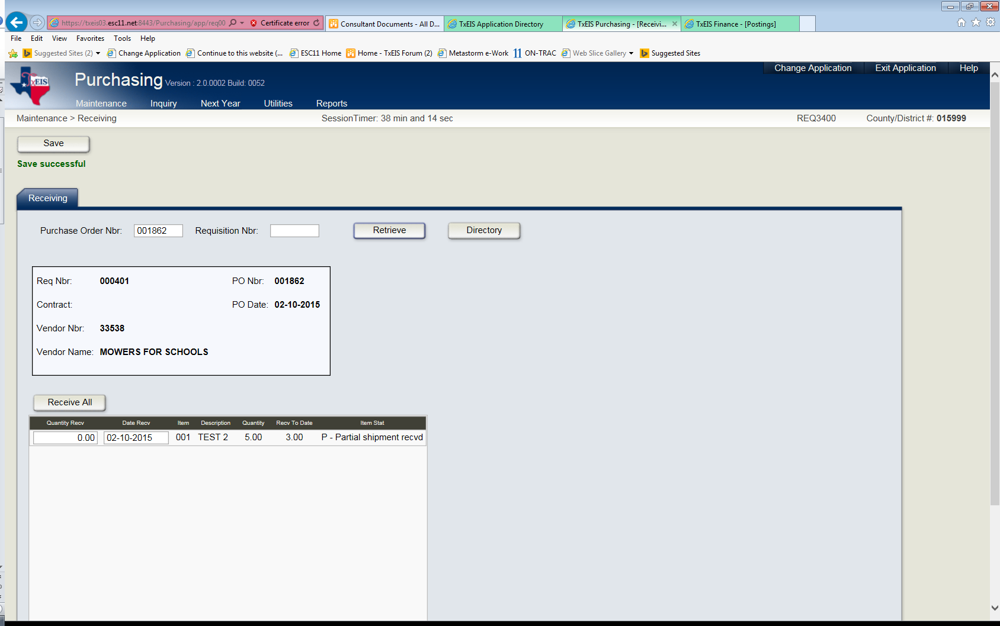 https://txeis03.esc11.net:8443/Purchasing/app/req00 Certificate error Consultant Documents - All D... TxEIS Application Directory TxEIS Purchasing - [Receivi... TxEIS Finance - [Postings]
File Edit View Favorites Tools Help
Suggested Sites (2) Change Application Continue to this website (... ESC11 Home Home - TxEIS Forum (2) Metastorm e-Work 11 ON-TRAC Web Slice Gallery Suggested Sites
Change Application Exit Application Help
TxEIS
Purchasing Version : 2.0.0002 Build: 0052
Maintenance Inquiry Next Year Utilities Reports
Maintenance > Receiving SessionTimer: 38 min and 14 sec REQ3400 County/District #: 015999
Save
Save successful
Receiving
Purchase Order Nbr: 001862 Requisition Nbr: Retrieve Directory
Req Nbr: 000401 PO Nbr: 001862
Contract: PO Date: 02-10-2015
Vendor Nbr: 33538
Vendor Name: MOWERS FOR SCHOOLS
Receive All
Quantity Recv Date Recv Item Description Quantity Recv To Date Item Stat
0.00 02-10-2015 001 TEST 2 5.00 3.00 P - Partial shipment recvd